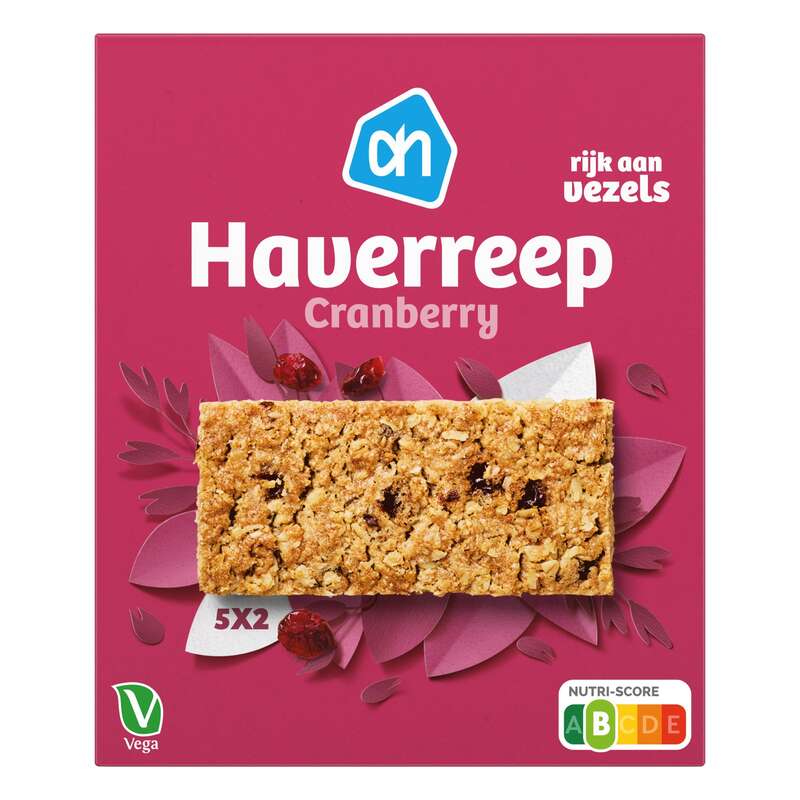 ah
rijk aan
vezels
Haverreep
Cranberry
5X2
V
Vega
NUTRI-SCORE
A B C D E